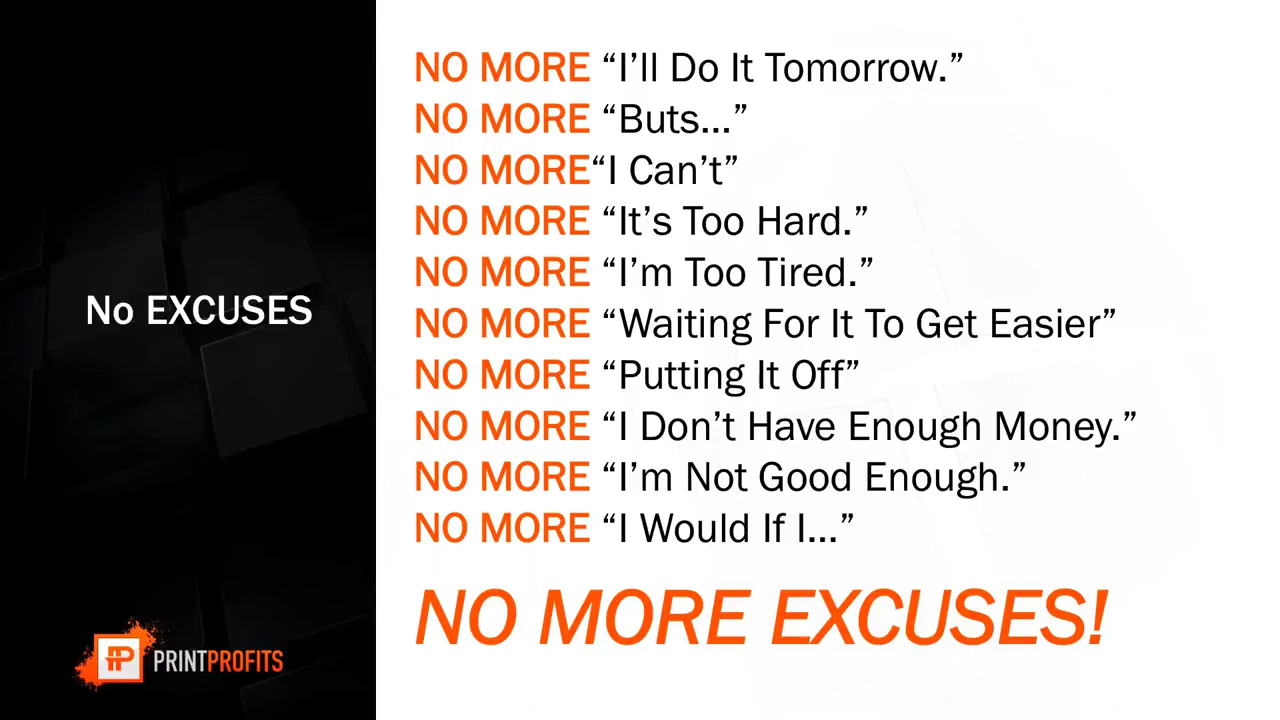 No EXCUSES
NO MORE “I’ll Do It Tomorrow.”
NO MORE “Buts...”
NO MORE“I Can’t”
NO MORE “It’s Too Hard.”
NO MORE “I’m Too Tired.”
NO MORE “Waiting For It To Get Easier”
NO MORE “Putting It Off”
NO MORE “I Don’t Have Enough Money.”
NO MORE “I’m Not Good Enough.”
NO MORE “I Would If I...”
NO MORE EXCUSES!
PRINTPROFITS